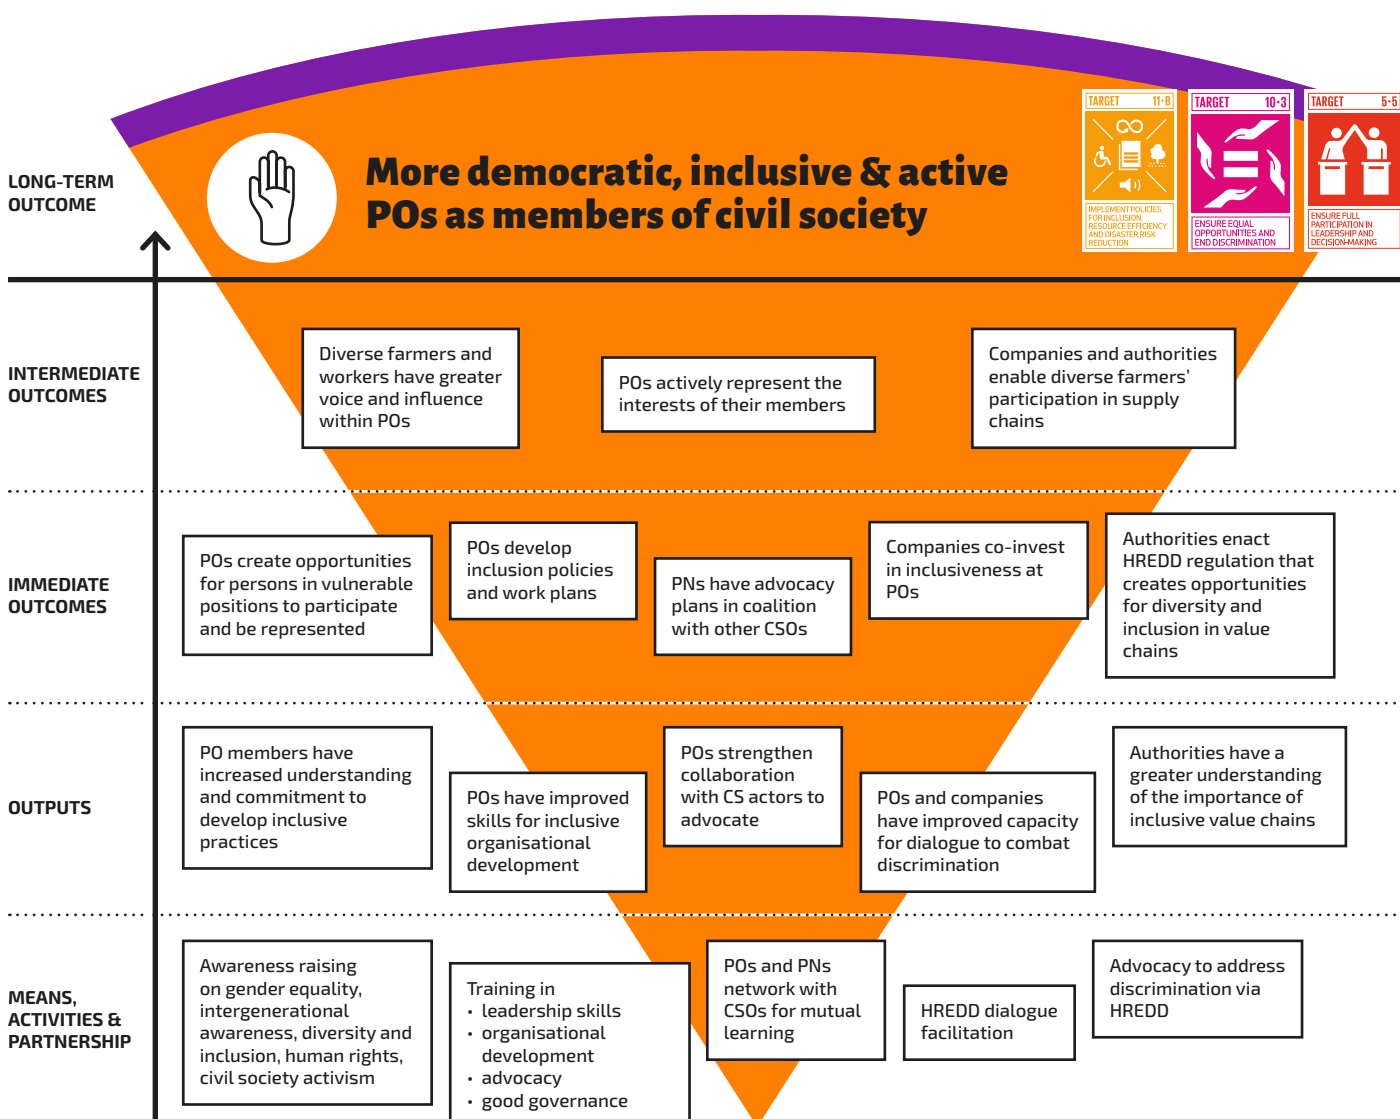 TARGET 11·B
IMPLEMENT POLICIES
FOR INCLUSION,
RESOURCE EFFICIENCY
AND DISASTER RISK
REDUCTION
TARGET 10·3
ENSURE EQUAL
OPPORTUNITIES AND
END DISCRIMINATION
TARGET 5·5
ENSURE FULL
PARTICIPATION IN
LEADERSHIP AND
DECISION-MAKING
LONG-TERM
OUTCOME
More democratic, inclusive & active
POs as members of civil society
INTERMEDIATE
OUTCOMES
Diverse farmers and
workers have greater
voice and influence
within POs
POs actively represent the
interests of their members
Companies and authorities
enable diverse farmers’
participation in supply
chains
IMMEDIATE
OUTCOMES
POs create opportunities
for persons in vulnerable
positions to participate
and be represented
POs develop
inclusion policies
and work plans
PNs have advocacy
plans in coalition
with other CSOs
Companies co-invest
in inclusiveness at
POs
Authorities enact
HREDD regulation that
creates opportunities
for diversity and
inclusion in value
chains
OUTPUTS
PO members have
increased understanding
and commitment to
develop inclusive
practices
POs have improved
skills for inclusive
organisational
development
POs strengthen
collaboration
with CS actors to
advocate
POs and companies
have improved capacity
for dialogue to combat
discrimination
Authorities have a
greater understanding
of the importance of
inclusive value chains
MEANS,
ACTIVITIES &
PARTNERSHIP
Awareness raising
on gender equality,
intergenerational
awareness, diversity and
inclusion, human rights,
civil society activism
Training in
• leadership skills
• organisational
development
• advocacy
• good governance
POs and PNs
network with
CSOs for mutual
learning
HREDD dialogue
facilitation
Advocacy to address
discrimination via
HREDD